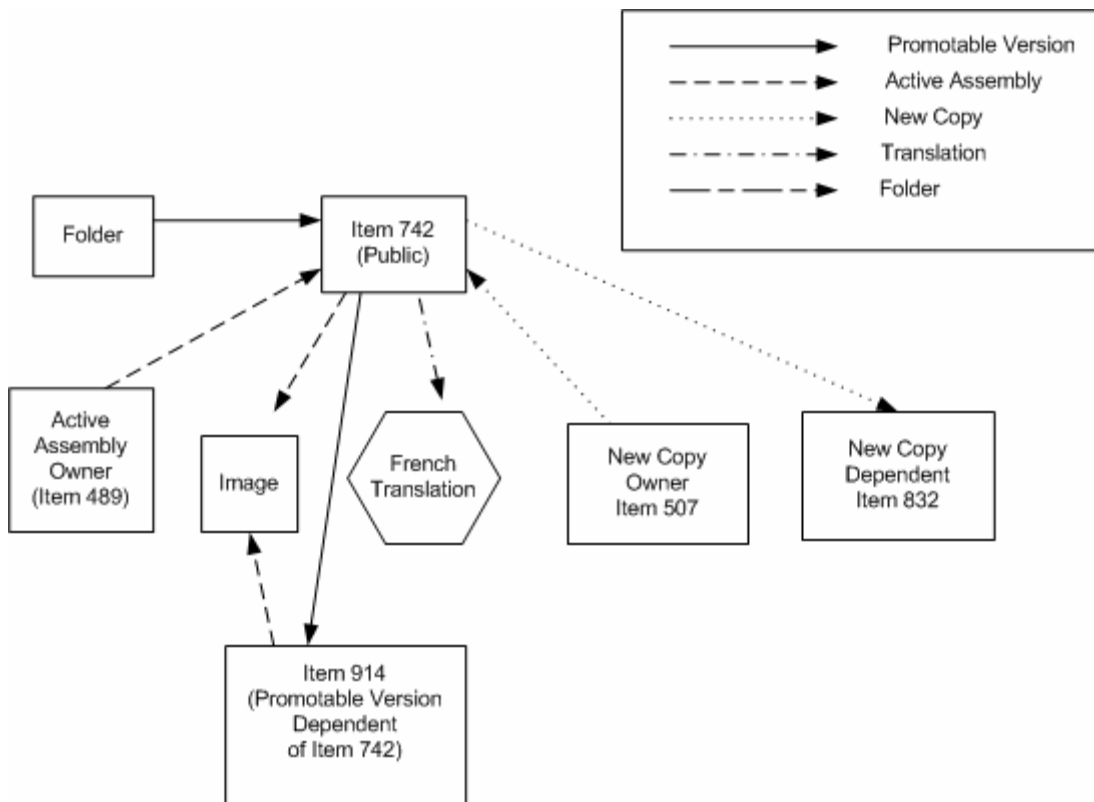 Promotable Version
Active Assembly
New Copy
Translation
Folder
Folder
Item 742
(Public)
Active
Assembly
Owner
(Item 489)
Image
French
Translation
New Copy
Owner
Item 507
New Copy
Dependent
Item 832
Item 914
(Promotable Version
Dependent
of Item 742)